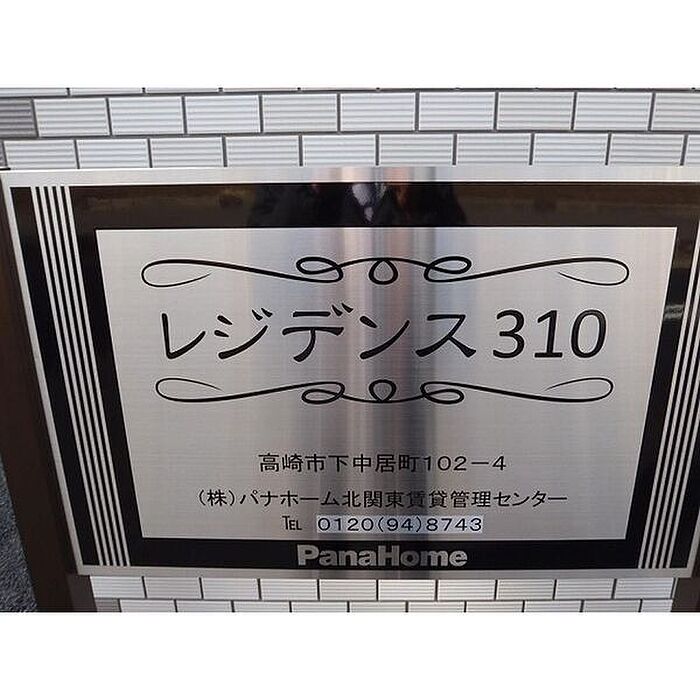 レジデンス310
高崎市下中居町102-4
(株)パナホーム北関東賃貸管理センター
℡ 0120(94)8743
PanaHome